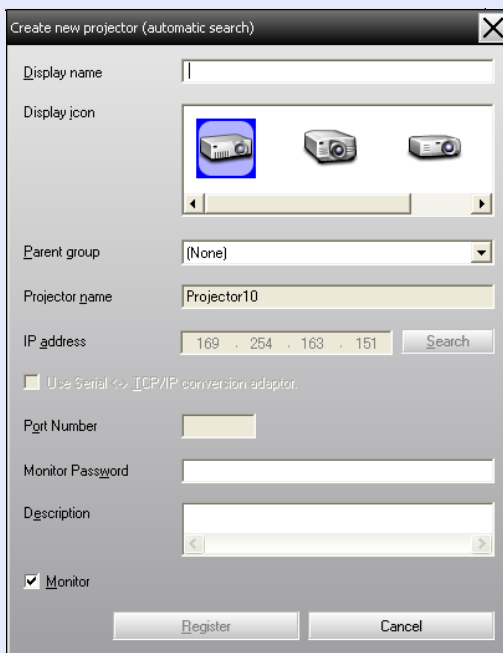 Create new projector (automatic search)
Display name
Display icon
Parent group (None)
Projector name Projector10
IP address 169 . 254 . 163 . 151 Search
Use Serial <-> TCP/IP conversion adaptor.
Port Number
Monitor Password
Description
Monitor
Register Cancel